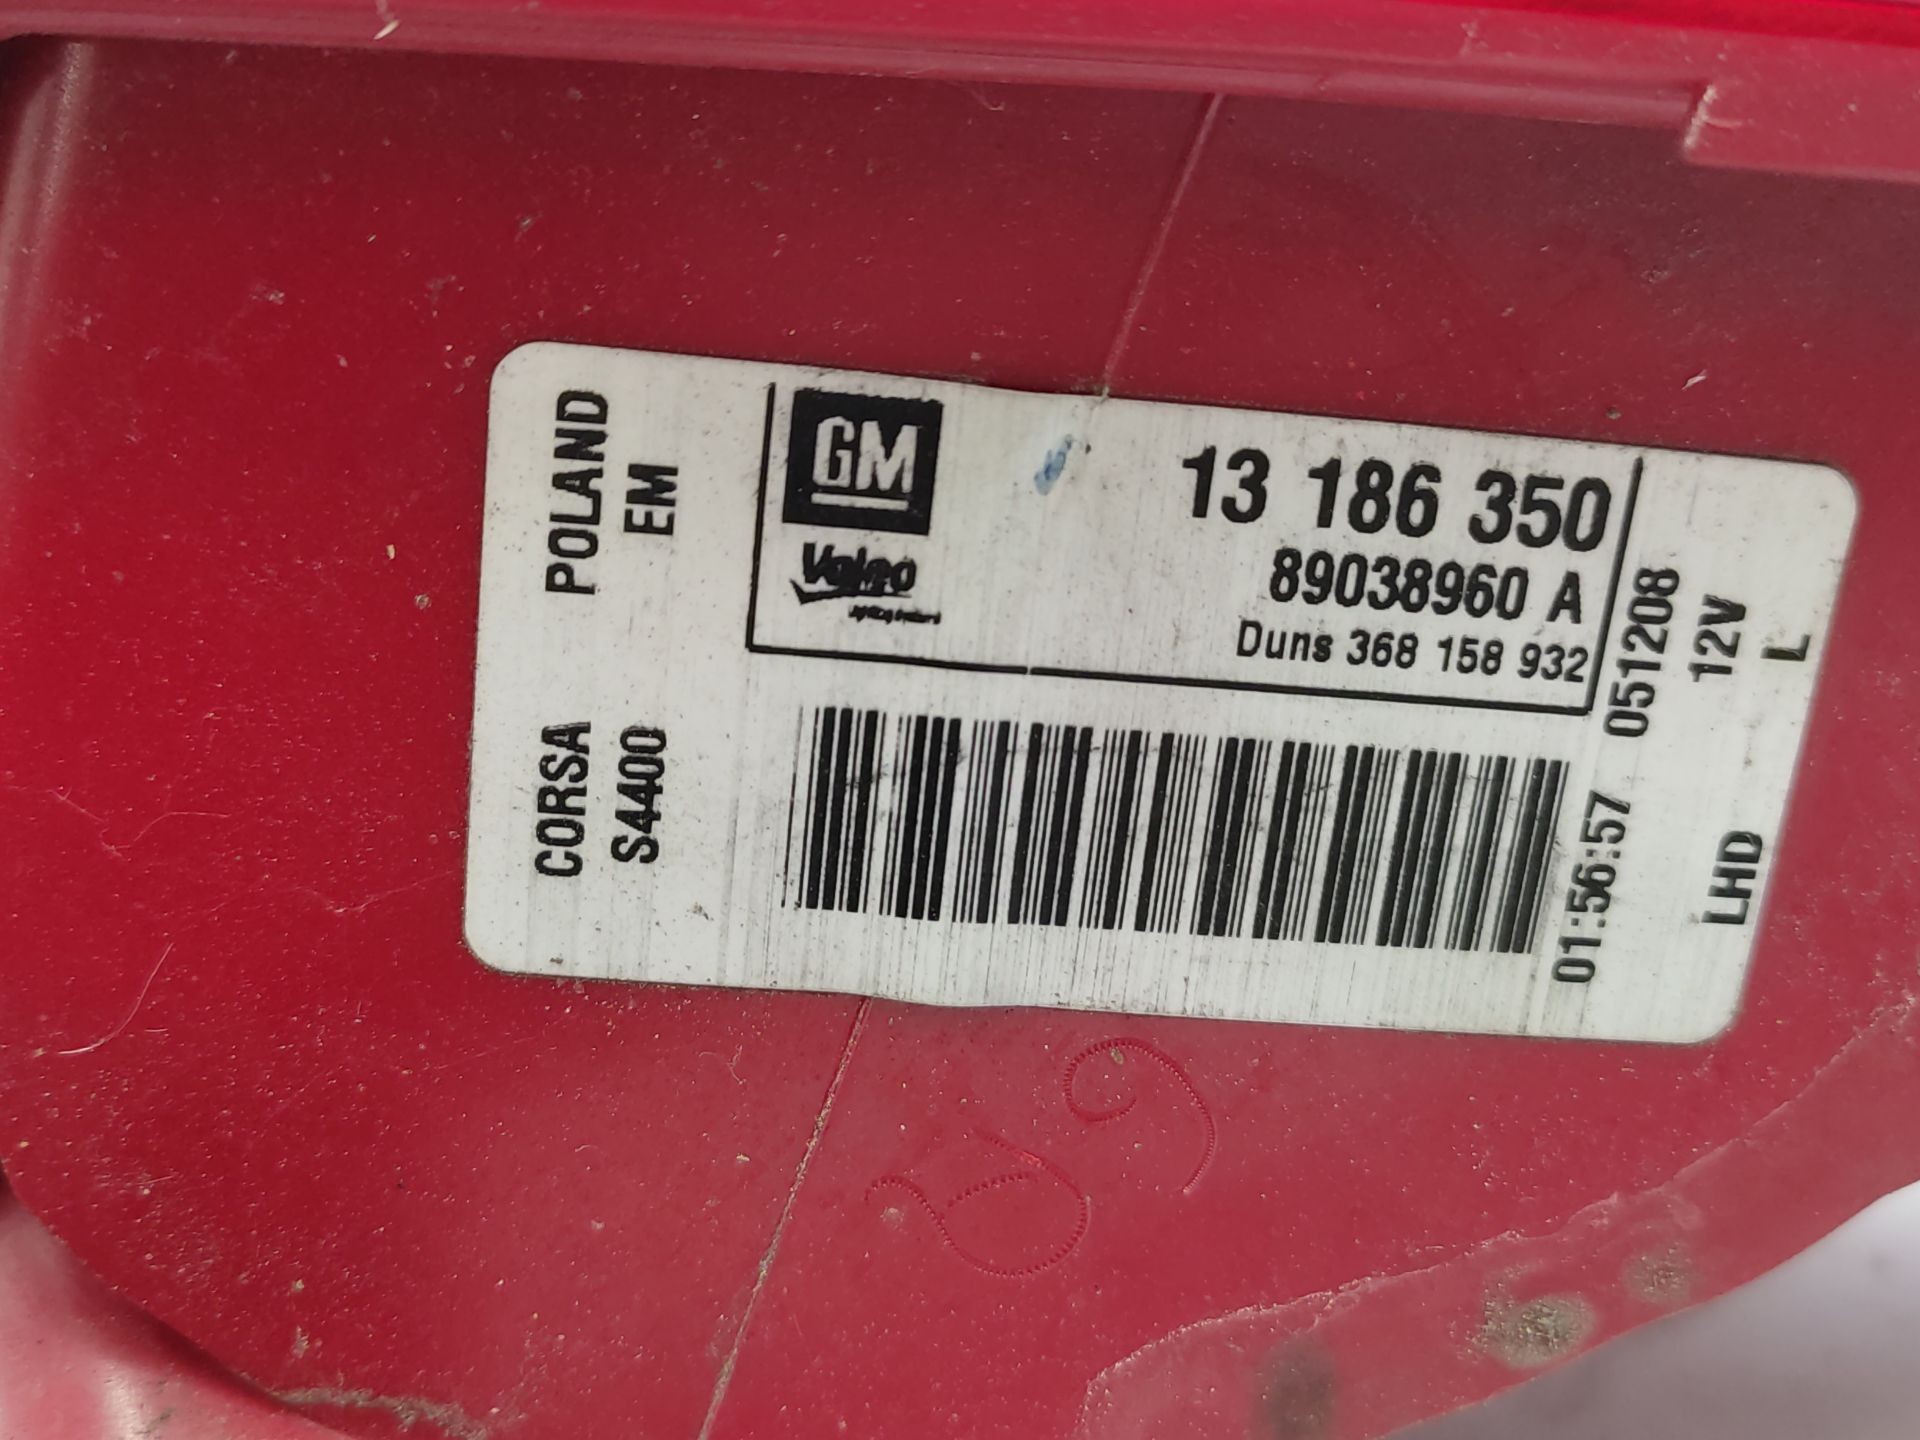 POLAND
EM
CORSA
S4400
GM
Valeo
13 186 350
89038960 A
Duns 368 158 932
01:56:57 051208
LHD 12V
L